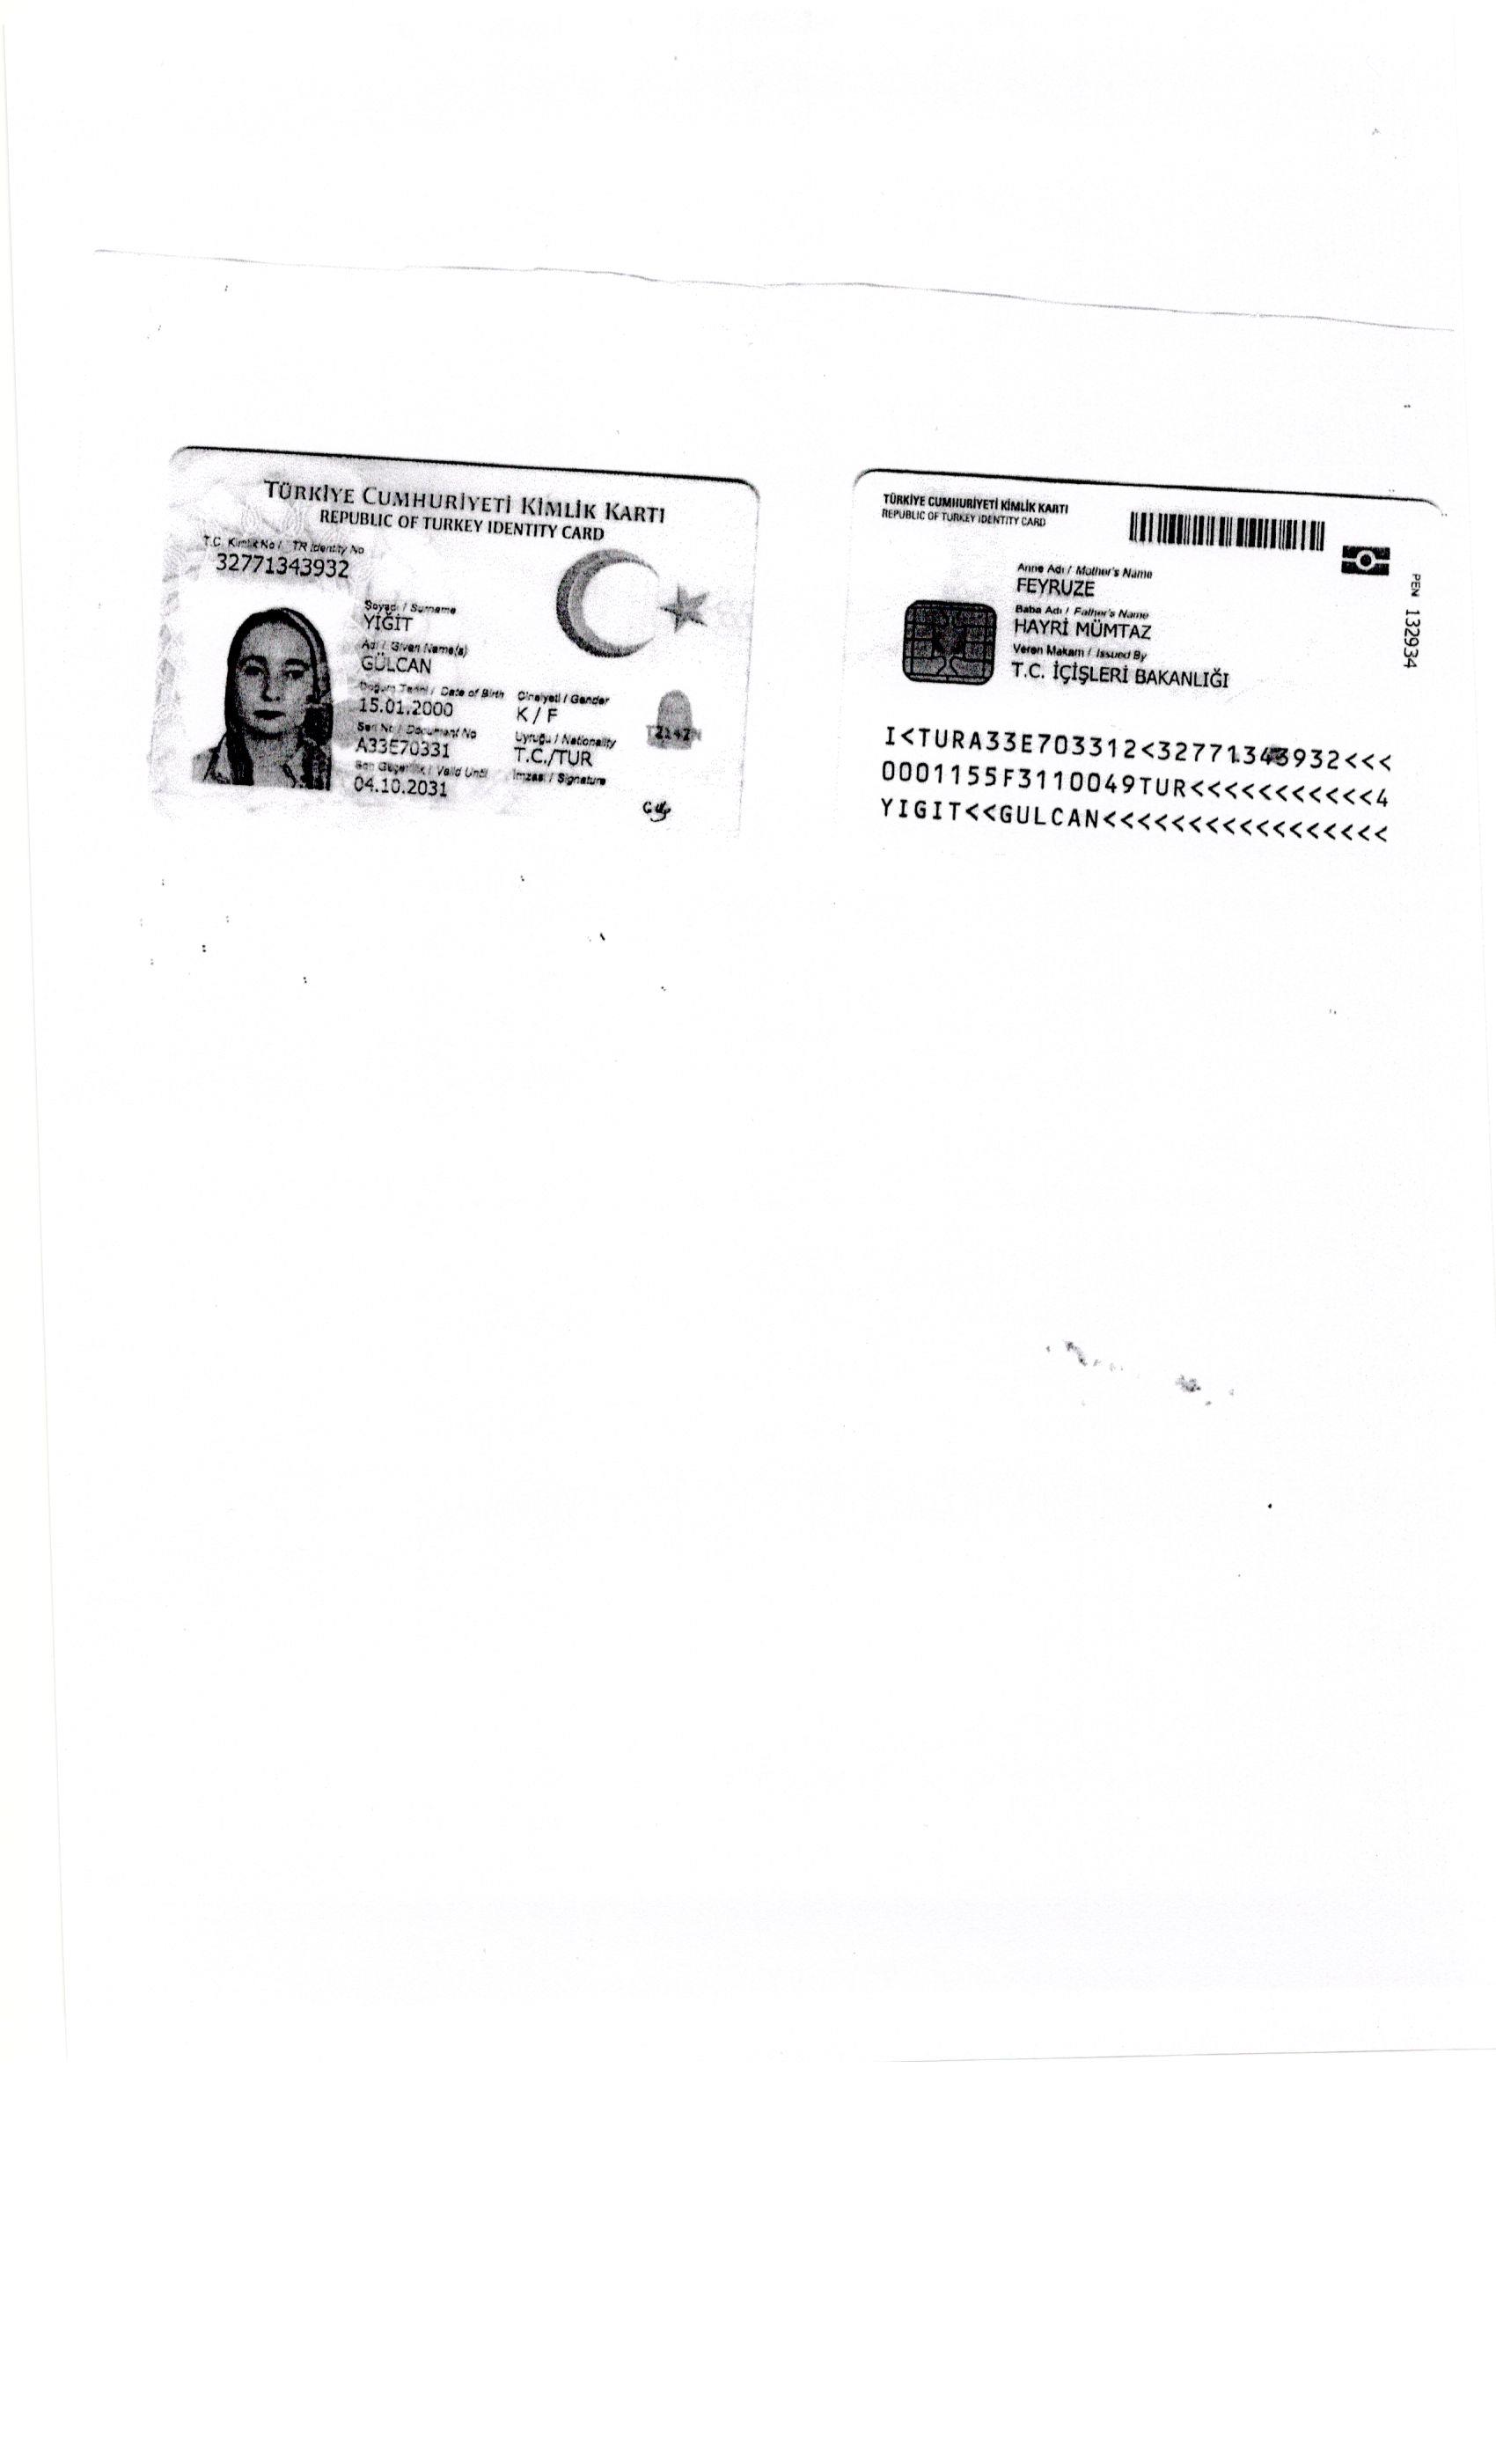 TÜRKİYE CUMHURİYETİ KİMLİK KARTI
REPUBLIC OF TURKEY IDENTITY CARD
T.C. Kimlik No / TR Identity No
32771343932
Soyadı / Surname
YİĞİT
Adı / Given Name(s)
GÜLCAN
Doğum Tarihi / Date of Birth Cinsiyeti / Gender
15.01.2000 K / F
Seri No / Document No Uyruğu / Nationality
A33E70331 T.C./TUR
Son Geçerlilik / Valid Until İmzası / Signature
04.10.2031
TÜRKİYE CUMHURİYETİ KİMLİK KARTI
REPUBLIC OF TURKEY IDENTITY CARD
Anne Adı / Mother's Name
FEYRUZE
Baba Adı / Father's Name
HAYRİ MÜMTAZ
Veren Makam / Issued By
T.C. İÇİŞLERİ BAKANLIĞI
PEN 132934
I<TURA33E703312<32771343932<<<
0001155F3110049TUR<<<<<<<<<<<4
YIGIT<<GULCAN<<<<<<<<<<<<<<<<<